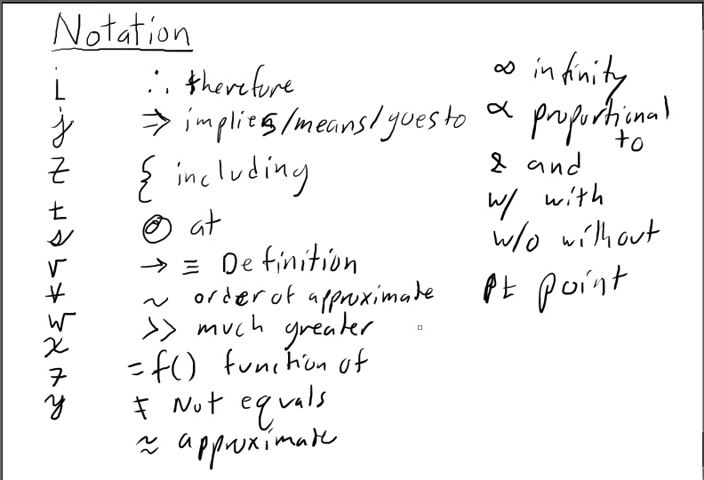 Notation
i
j
z
t
s
r
v
w
x
7
y
∴ therefore
⇒ implies/means/goes to
{ including
@ at
→ ≡ Definition
~ order of approximate
>> much greater
= f() function of
≠ Not equals
≈ approximate
∞ infinity
∝ proportional
to
& and
w/ with
w/o without
pt point